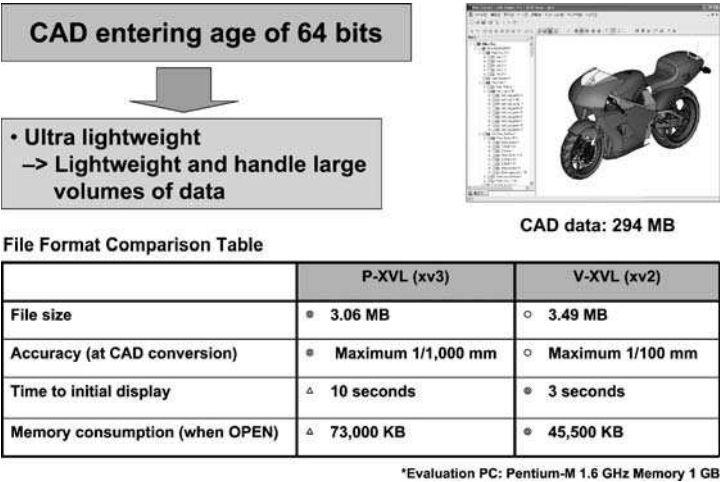 CAD entering age of 64 bits
• Ultra lightweight
–> Lightweight and handle large
volumes of data
CAD data: 294 MB
File Format Comparison Table
P-XVL (xv3) V-XVL (xv2)
File size ◎ 3.06 MB ○ 3.49 MB
Accuracy (at CAD conversion) ◎ Maximum 1/1,000 mm ○ Maximum 1/100 mm
Time to initial display △ 10 seconds ◎ 3 seconds
Memory consumption (when OPEN) △ 73,000 KB ◎ 45,500 KB
*Evaluation PC: Pentium-M 1.6 GHz Memory 1 GB